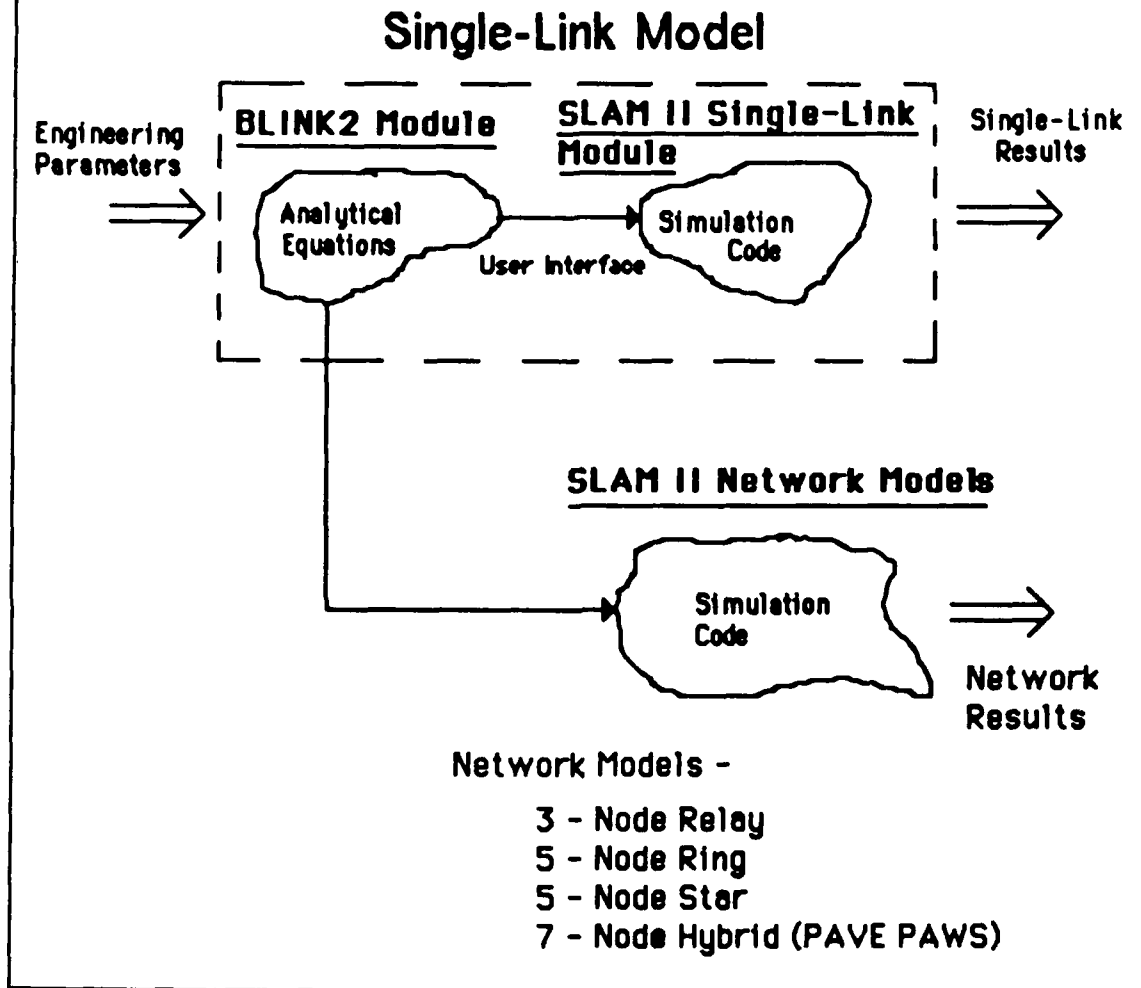 Single-Link Model
Engineering
Parameters
BLINK2 Module
SLAM II Single-Link
Module
Single-Link
Results
Analytical
Equations
User Interface
Simulation
Code
SLAM II Network Models
Simulation
Code
Network
Results
Network Models -
3 - Node Relay
5 - Node Ring
5 - Node Star
7 - Node Hybrid (PAVE PAWS)